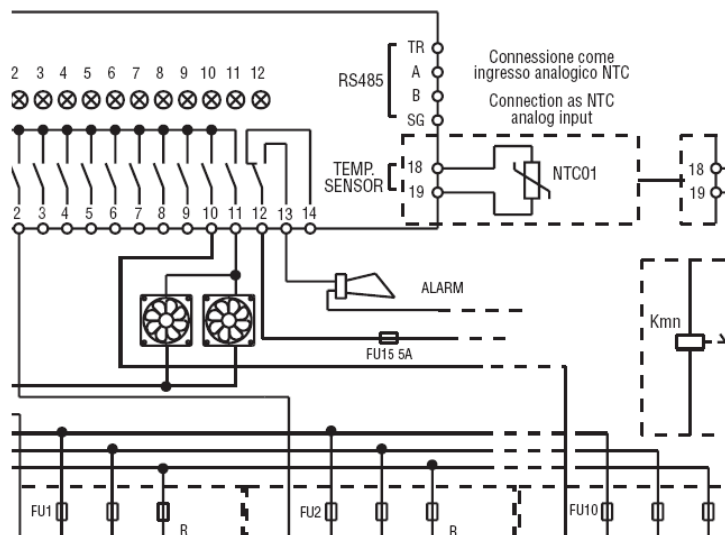 TR
A
B
SG
RS485
Connessione come
ingresso analogico NTC
Connection as NTC
analog input
2 3 4 5 6 7 8 9 10 11 12
TEMP.
SENSOR
18
19
NTC01
18
19
2 3 4 5 6 7 8 9 10 11 12 13 14
ALARM
Kmn
FU15 5A
FU1
FU2
FU10
R
R